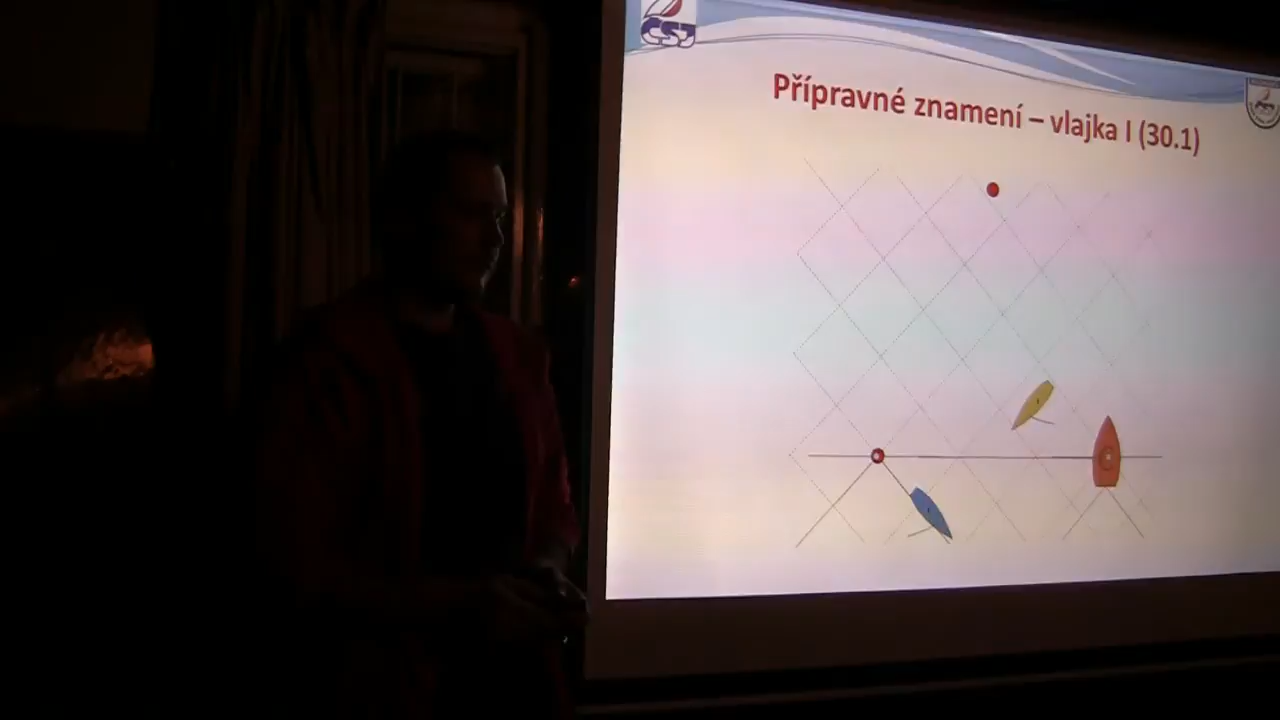 Přípravné znamení – vlajka I (30.1)